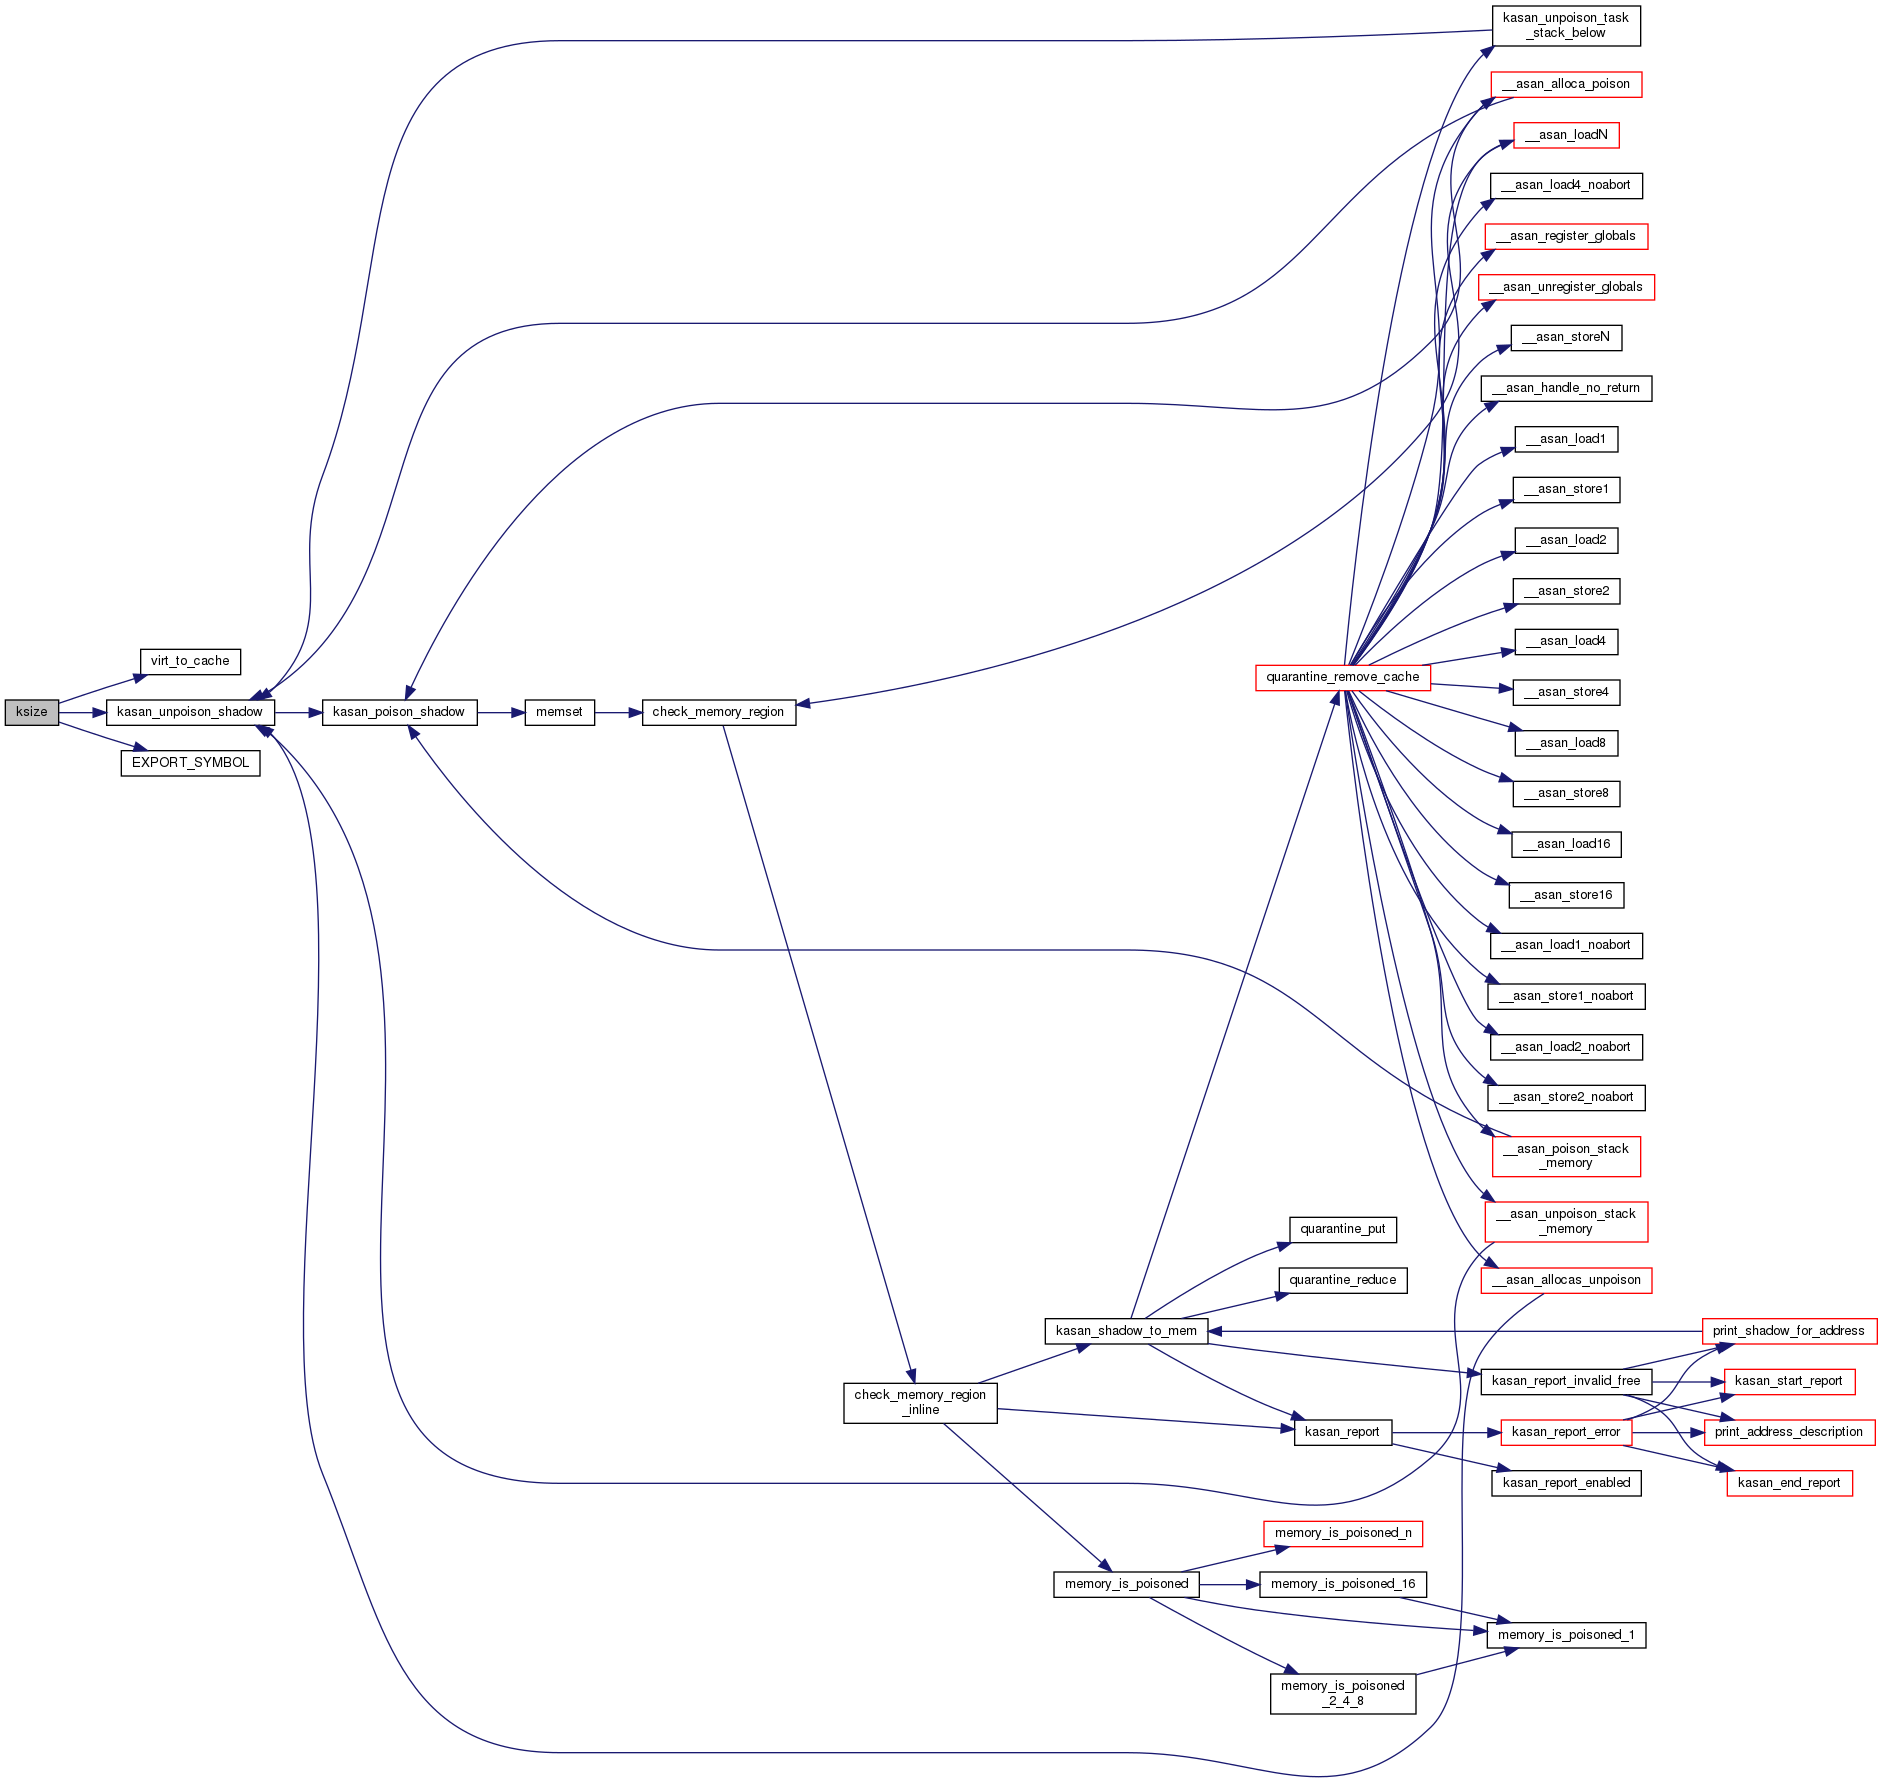 kasan_unpoison_task
_stack_below
__asan_alloca_poison
__asan_loadN
__asan_load4_noabort
__asan_register_globals
__asan_unregister_globals
__asan_storeN
__asan_handle_no_return
__asan_load1
__asan_store1
__asan_load2
__asan_store2
__asan_load4
virt_to_cache
quarantine_remove_cache
__asan_store4
ksize
kasan_unpoison_shadow
kasan_poison_shadow
memset
check_memory_region
__asan_load8
EXPORT_SYMBOL
__asan_store8
__asan_load16
__asan_store16
__asan_load1_noabort
__asan_store1_noabort
__asan_load2_noabort
__asan_store2_noabort
__asan_poison_stack
_memory
__asan_unpoison_stack
_memory
quarantine_put
quarantine_reduce
__asan_allocas_unpoison
kasan_shadow_to_mem
print_shadow_for_address
check_memory_region
_inline
kasan_report_invalid_free
kasan_start_report
kasan_report
kasan_report_error
print_address_description
kasan_report_enabled
kasan_end_report
memory_is_poisoned_n
memory_is_poisoned
memory_is_poisoned_16
memory_is_poisoned_1
memory_is_poisoned
_2_4_8